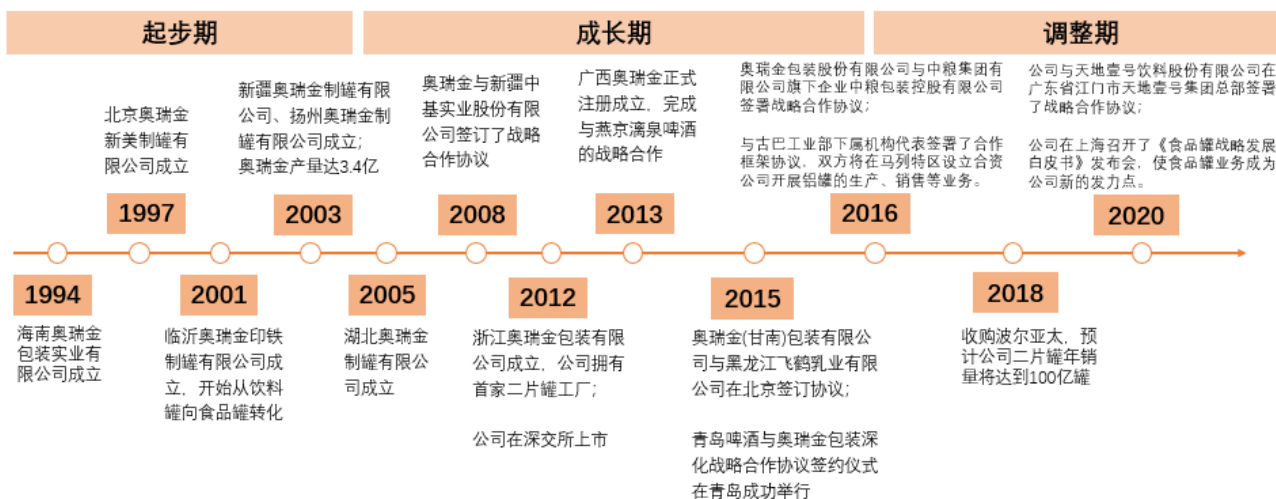 起步期
成长期
调整期
北京奥瑞金
新美制罐有
限公司成立
1997
新疆奥瑞金制罐有限
公司、扬州奥瑞金制
罐有限公司成立；
奥瑞金产量达3.4亿
2003
奥瑞金与新疆中
基实业股份有限
公司签订了战略
合作协议
2008
广西奥瑞金正式
注册成立，完成
与燕京漓泉啤酒
的战略合作
2013
奥瑞金包装股份有限公司与中粮集团有
限公司旗下企业中粮包装控股有限公司
签署战略合作协议；
与古巴工业部下属机构代表签署了合作
框架协议，双方将在马列特区设立合资
公司开展铝罐的生产、销售等业务。
2016
公司与天地壹号饮料股份有限公司在
广东省江门市天地壹号集团总部签署
了战略合作协议；
公司在上海召开了《食品罐战略发展
白皮书》发布会，使食品罐业务成为
公司新的发力点。
2020
1994
海南奥瑞金
包装实业有
限公司成立
2001
临沂奥瑞金印铁
制罐有限公司成
立，开始从饮料
罐向食品罐转化
2005
湖北奥瑞金
制罐有限公
司成立
2012
浙江奥瑞金包装有限
公司成立，公司拥有
首家二片罐工厂；
公司在深交所上市
2015
奥瑞金(甘南)包装有限公
司与黑龙江飞鹤乳业有限
公司在北京签订协议；
青岛啤酒与奥瑞金包装深
化战略合作协议签约仪式
在青岛成功举行
2018
收购波尔亚太，预
计公司二片罐年销
量将达到100亿罐